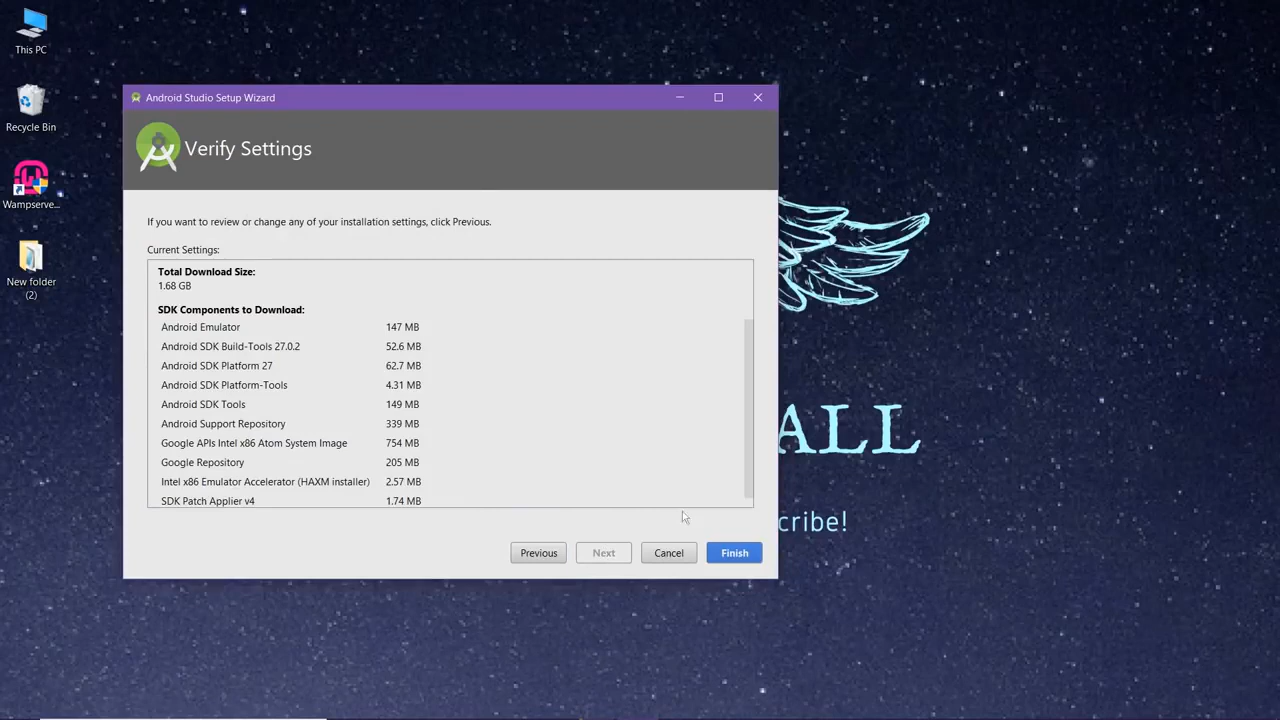 This PC
Recycle Bin
Wampserve...
New folder
(2)
Android Studio Setup Wizard
Verify Settings
If you want to review or change any of your installation settings, click Previous.
Current Settings:
Total Download Size:
1.68 GB
SDK Components to Download:
Android Emulator 147 MB
Android SDK Build-Tools 27.0.2 52.6 MB
Android SDK Platform 27 62.7 MB
Android SDK Platform-Tools 4.31 MB
Android SDK Tools 149 MB
Android Support Repository 339 MB
Google APIs Intel x86 Atom System Image 754 MB
Google Repository 205 MB
Intel x86 Emulator Accelerator (HAXM installer) 2.57 MB
SDK Patch Applier v4 1.74 MB
Previous Next Cancel Finish
ALL
cribe!